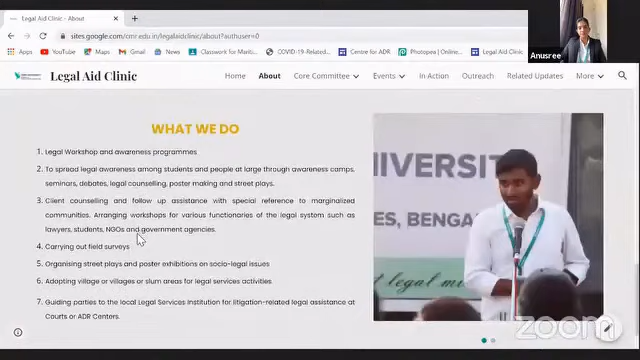 Legal Aid Clinic - About
sites.google.com/cmr.edu.in/legalaidclinic/about?authuser=0
Apps
YouTube
Maps
Gmail
News
Classwork for Mariti...
COVID-19-Related...
Centre for ADR
Photopea | Online...
Legal Aid Clinic
Anusree
Legal Aid Clinic
Home
About
Core Committee
Events
In Action
Outreach
Related Updates
More
WHAT WE DO
1. Legal Workshop and awareness programmes
2. To spread legal awareness among students and people at large through awareness camps,
seminars, debates, legal counselling, poster making and street plays.
3. Client counselling and follow up assistance with special reference to marginalized
communities. Arranging workshops for various functionaries of the legal system such as
lawyers, students, NGOs and government agencies.
4. Carrying out field surveys
5. Organising street plays and poster exhibitions on socio-legal issues
6. Adopting village or villages or slum areas for legal services activities
7. Guiding parties to the local Legal Services Institution for litigation-related legal assistance at
Courts or ADR Centers.
IVERSIT
ES, BENGA
legal
zoom